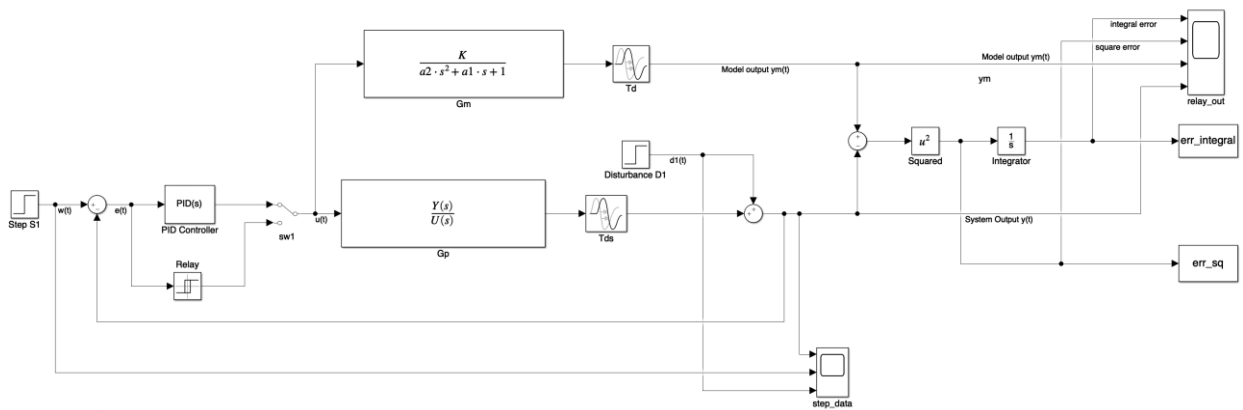 integral error
square error
Model output ym(t)
Model output ym(t)
ym
relay_out
K
a2 · s² + a1 · s + 1
Gm
Td
err_integral
u²
Squared
1
s
Integrator
d1(t)
Disturbance D1
Step S1
w(t)
e(t)
PID(s)
PID Controller
sw1
u(t)
Y(s)
U(s)
Gp
Tds
System Output y(t)
Relay
err_sq
step_data